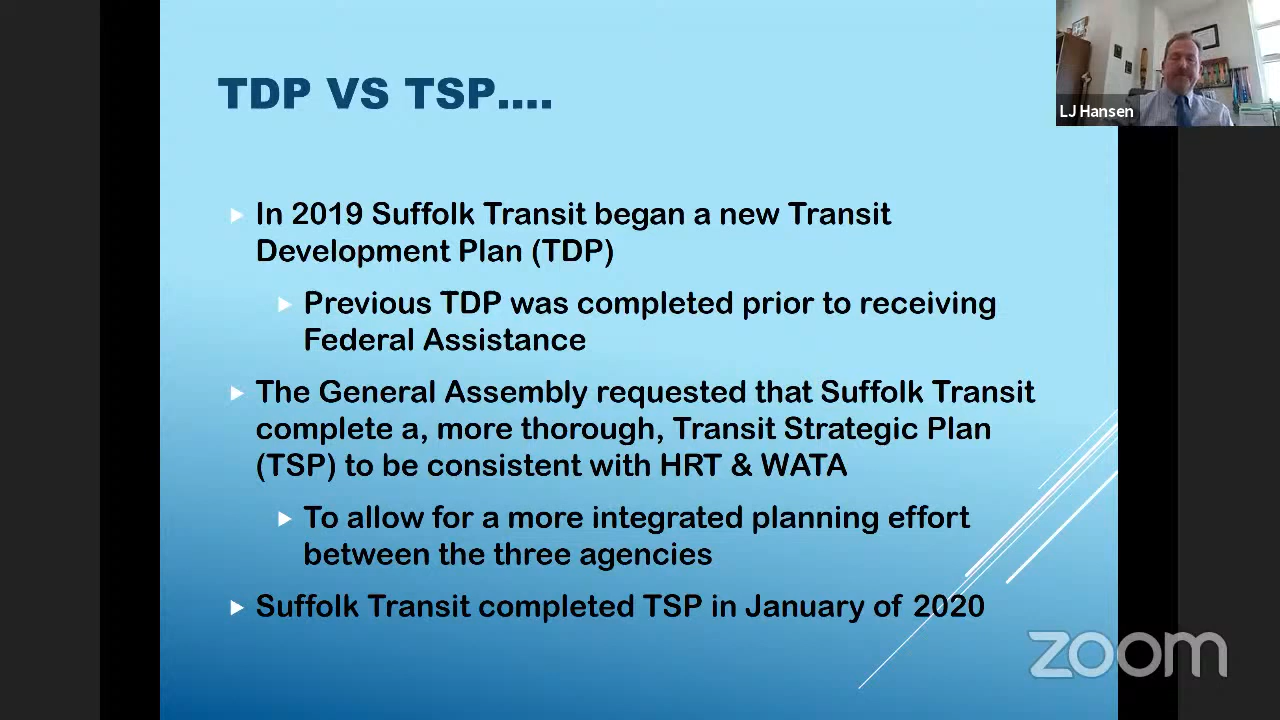 TDP VS TSP....
LJ Hansen
In 2019 Suffolk Transit began a new Transit
Development Plan (TDP)
Previous TDP was completed prior to receiving
Federal Assistance
The General Assembly requested that Suffolk Transit
complete a, more thorough, Transit Strategic Plan
(TSP) to be consistent with HRT & WATA
To allow for a more integrated planning effort
between the three agencies
Suffolk Transit completed TSP in January of 2020
zoom